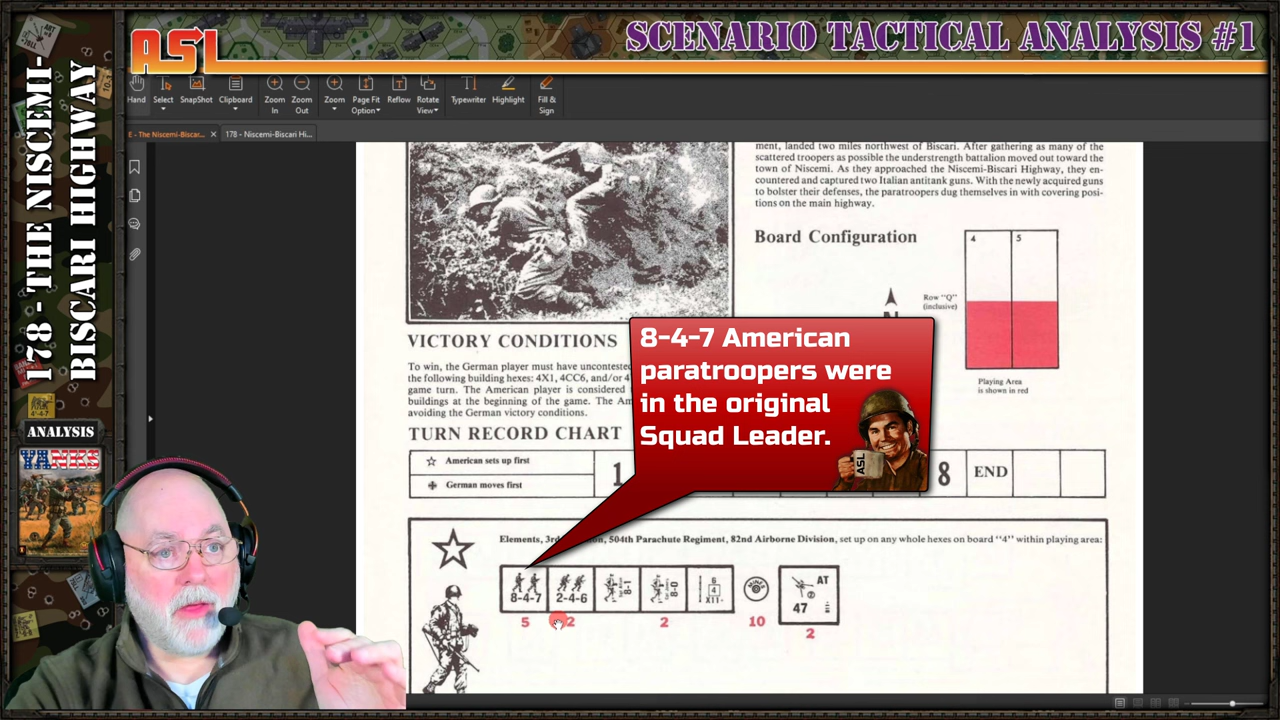 ASL
SCENARIO TACTICAL ANALYSIS #1
178 - THE NISCEMI-
BISCARI HIGHWAY
ANALYSIS
YANKS
Hand
Select
SnapShot
Clipboard
Zoom In
Zoom Out
Zoom
Page Fit Option
Reflow
Rotate View
Typewriter
Highlight
Fill & Sign
E - The Niscemi-Biscar...
178 - Niscemi-Biscari Hi...
ment, landed two miles northwest of Biscari. After gathering as many of the
scattered troopers as possible the understrength battalion moved out toward the
town of Niscemi. As they approached the Niscemi-Biscari Highway, they en-
countered and captured two Italian antitank guns. With the newly acquired guns
to bolster their defenses, the paratroopers dug themselves in with covering posi-
tions on the main highway.
Board Configuration
4
5
Row "Q"
(inclusive)
N
Playing Area
is shown in red
VICTORY CONDITIONS
To win, the German player must have uncontested
the following building hexes: 4X1, 4CC6, and/or 4
game turn. The American player is considered
buildings at the beginning of the game. The Am
avoiding the German victory conditions.
8-4-7 American
paratroopers were
in the original
Squad Leader.
ASL
TURN RECORD CHART
American sets up first
German moves first
1
8
END
Elements, 3rd 504th Parachute Regiment, 82nd Airborne Division, set up on any whole hexes on board "4" within playing area:
8-4-7
2-4-6
8-1
8-0
6
4
X11
AT
47
5
2
2
10
2